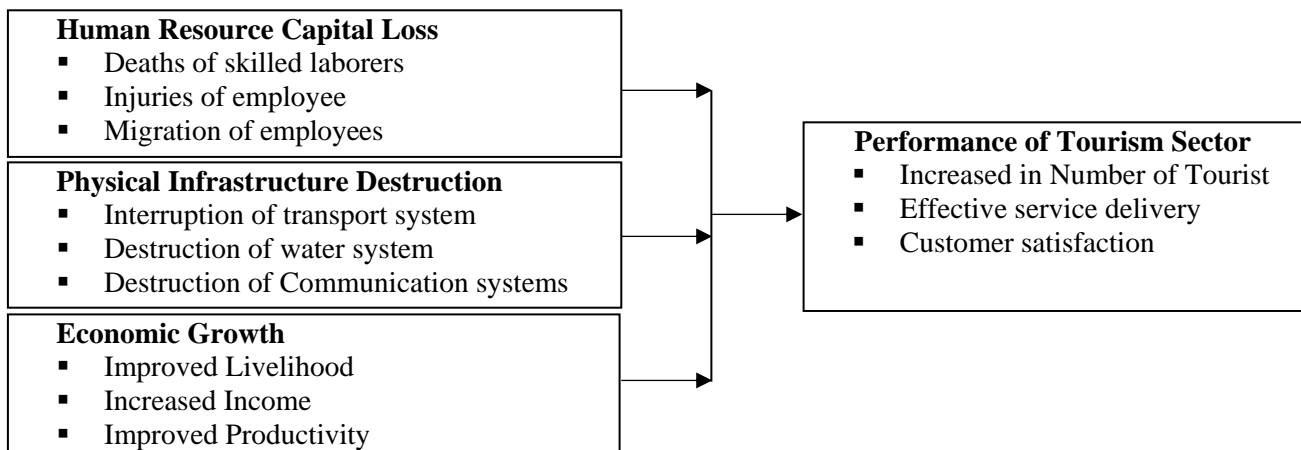 Human Resource Capital Loss
▪ Deaths of skilled laborers
▪ Injuries of employee
▪ Migration of employees
Physical Infrastructure Destruction
▪ Interruption of transport system
▪ Destruction of water system
▪ Destruction of Communication systems
Economic Growth
▪ Improved Livelihood
▪ Increased Income
▪ Improved Productivity
Performance of Tourism Sector
▪ Increased in Number of Tourist
▪ Effective service delivery
▪ Customer satisfaction